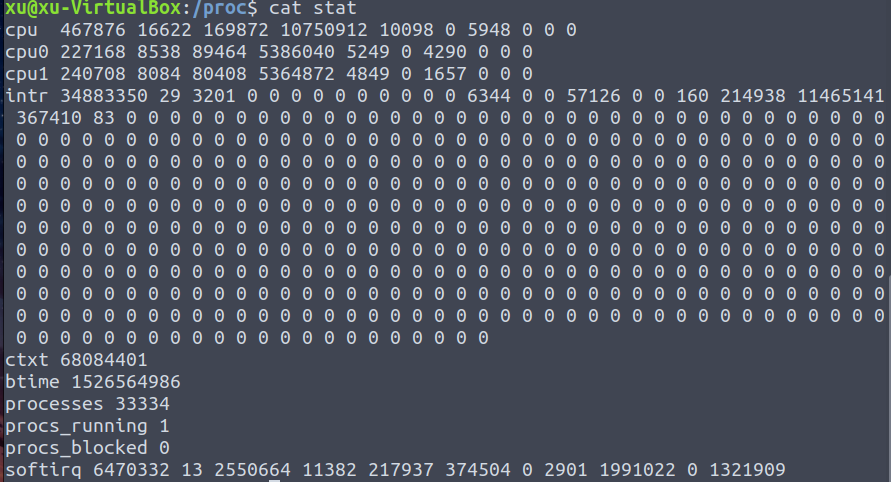 xu@xu-VirtualBox:/proc$ cat stat
cpu  467876 16622 169872 10750912 10098 0 5948 0 0 0
cpu0 227168 8538 89464 5386040 5249 0 4290 0 0 0
cpu1 240708 8084 80408 5364872 4849 0 1657 0 0 0
intr 34883350 29 3201 0 0 0 0 0 0 0 0 0 0 6344 0 0 57126 0 0 160 214938 11465141
367410 83 0 0 0 0 0 0 0 0 0 0 0 0 0 0 0 0 0 0 0 0 0 0 0 0 0 0 0 0 0 0 0 0 0 0 0
0 0 0 0 0 0 0 0 0 0 0 0 0 0 0 0 0 0 0 0 0 0 0 0 0 0 0 0 0 0 0 0 0 0 0 0 0 0 0 0
0 0 0 0 0 0 0 0 0 0 0 0 0 0 0 0 0 0 0 0 0 0 0 0 0 0 0 0 0 0 0 0 0 0 0 0 0 0 0 0
0 0 0 0 0 0 0 0 0 0 0 0 0 0 0 0 0 0 0 0 0 0 0 0 0 0 0 0 0 0 0 0 0 0 0 0 0 0 0 0
0 0 0 0 0 0 0 0 0 0 0 0 0 0 0 0 0 0 0 0 0 0 0 0 0 0 0 0 0 0 0 0 0 0 0 0 0 0 0 0
0 0 0 0 0 0 0 0 0 0 0 0 0 0 0 0 0 0 0 0 0 0 0 0 0 0 0 0 0 0 0 0 0 0 0 0 0 0 0 0
0 0 0 0 0 0 0 0 0 0 0 0 0 0 0 0 0 0 0 0 0 0 0 0 0 0 0 0 0 0 0 0 0 0 0 0 0 0 0 0
0 0 0 0 0 0 0 0 0 0 0 0 0 0 0 0 0 0 0 0 0 0 0 0 0 0 0 0 0 0 0 0 0 0 0 0 0 0 0 0
0 0 0 0 0 0 0 0 0 0 0 0 0 0 0 0 0 0 0 0 0 0 0 0 0 0 0 0 0 0 0 0 0 0 0 0 0 0 0 0
0 0 0 0 0 0 0 0 0 0 0 0 0 0 0 0 0 0 0 0 0 0 0 0 0 0 0 0 0 0 0 0 0 0 0 0 0 0 0 0
0 0 0 0 0 0 0 0 0 0 0 0 0 0 0 0 0 0 0 0 0 0
ctxt 68084401
btime 1526564986
processes 33334
procs_running 1
procs_blocked 0
softirq 6470332 13 2550664 11382 217937 374504 0 2901 1991022 0 1321909